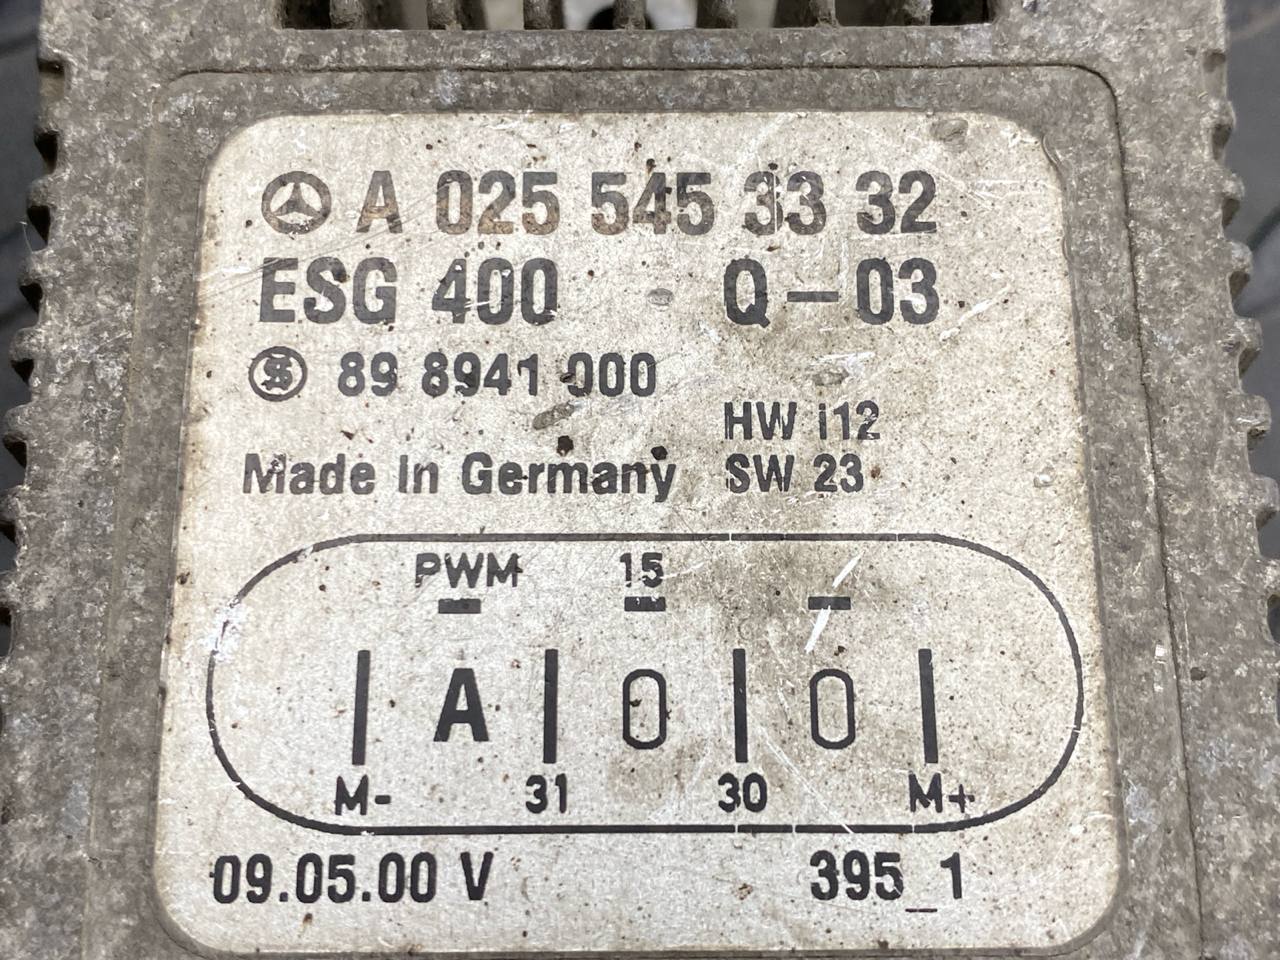 A 025 545 33 32
ESG 400 Q-03
89 8941 000
HW i12
Made In Germany SW 23
PWM 15
A 0 0
M- 31 30 M+
09.05.00 V 395_1